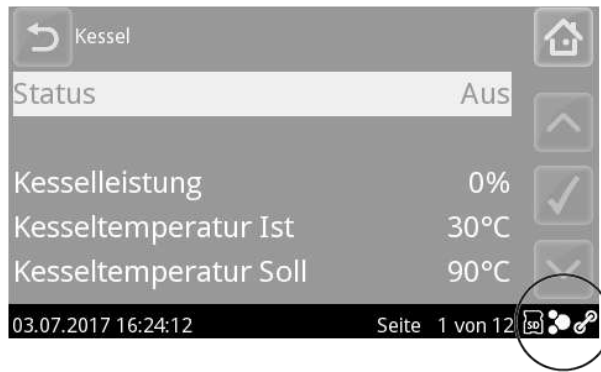 Kessel
Status Aus
Kesselleistung 0%
Kesseltemperatur Ist 30°C
Kesseltemperatur Soll 90°C
03.07.2017 16:24:12 Seite 1 von 12 SD